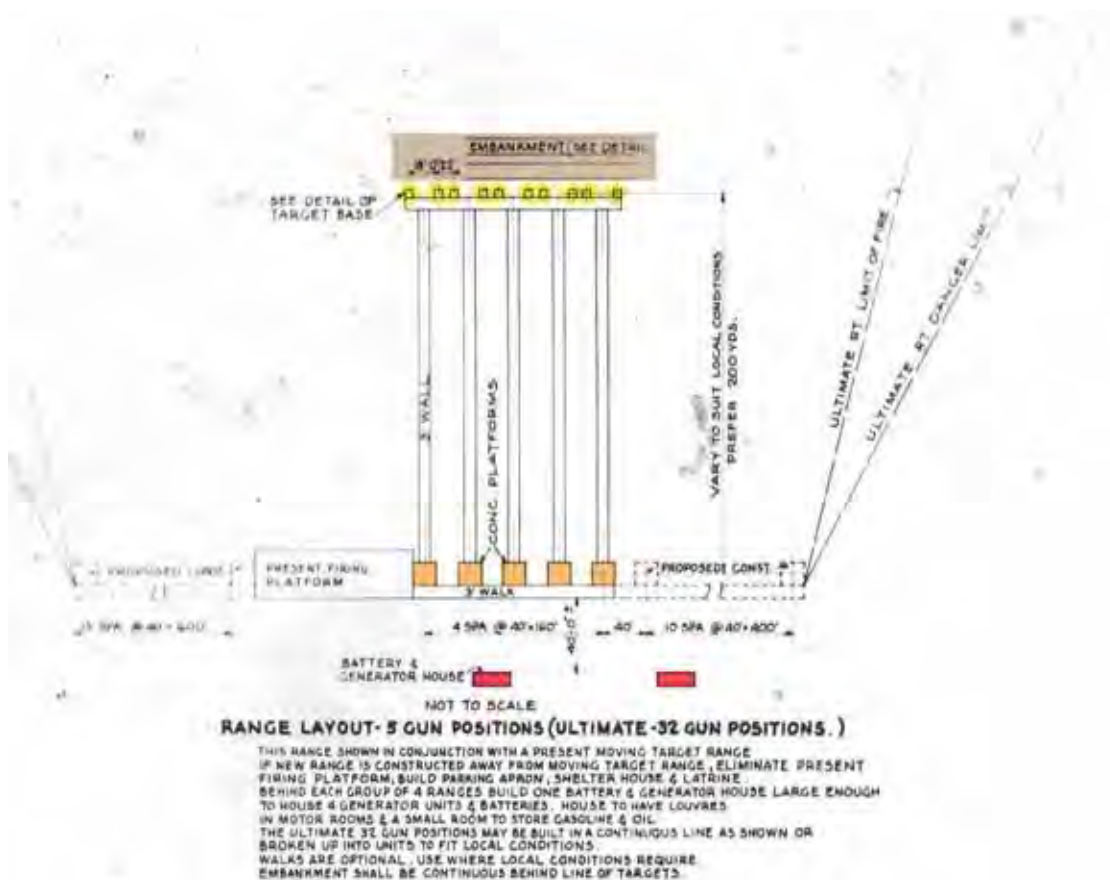 EMBANKMENT (SEE DETAIL
SEE DETAIL OF
TARGET BASE
3' WALL
CONC. PLATFORMS
VARY TO SUIT LOCAL CONDITIONS
PREFER 200 YDS.
ULTIMATE RT LIMIT OF FIRE
ULTIMATE RT DANGER LIMIT
PROPOSED CONST.
PRESENT FIRING
PLATFORM
PROPOSED CONST.
3' WALK
15 SPA @ 40'=600'
4 SPA @ 40'=160'
40'
10 SPA @ 40'=400'
40'-0"±
BATTERY &
GENERATOR HOUSE
NOT TO SCALE
RANGE LAYOUT- 5 GUN POSITIONS (ULTIMATE-32 GUN POSITIONS.)
THIS RANGE SHOWN IN CONJUNCTION WITH A PRESENT MOVING TARGET RANGE
IF NEW RANGE IS CONSTRUCTED AWAY FROM MOVING TARGET RANGE, ELIMINATE PRESENT
FIRING PLATFORM, BUILD PARKING APRON, SHELTER HOUSE & LATRINE.
BEHIND EACH GROUP OF 4 RANGES BUILD ONE BATTERY & GENERATOR HOUSE LARGE ENOUGH
TO HOUSE 4 GENERATOR UNITS & BATTERIES. HOUSE TO HAVE LOUVRES
IN MOTOR ROOMS & A SMALL ROOM TO STORE GASOLINE & OIL
THE ULTIMATE 32 GUN POSITIONS MAY BE BUILT IN A CONTINUOUS LINE AS SHOWN OR
BROKEN UP INTO UNITS TO FIT LOCAL CONDITIONS.
WALKS ARE OPTIONAL, USE WHERE LOCAL CONDITIONS REQUIRE.
EMBANKMENT SHALL BE CONTINUOUS BEHIND LINE OF TARGETS.